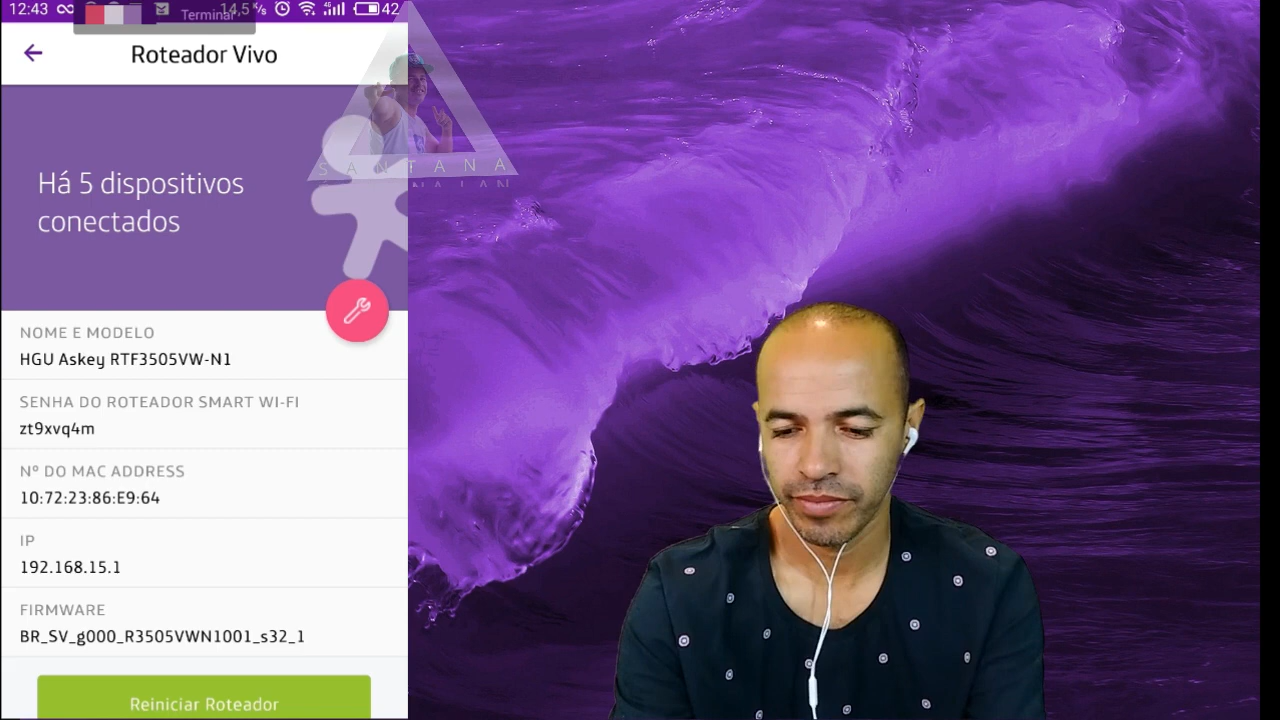 12:43 14,5 K/s 4G 42
Terminar
Roteador Vivo
SANTANA
Há 5 dispositivos
conectados
NOME E MODELO
HGU Askey RTF3505VW-N1
SENHA DO ROTEADOR SMART WI-FI
zt9xvq4m
Nº DO MAC ADDRESS
10:72:23:86:E9:64
IP
192.168.15.1
FIRMWARE
BR_SV_g000_R3505VWN1001_s32_1
Reiniciar Roteador